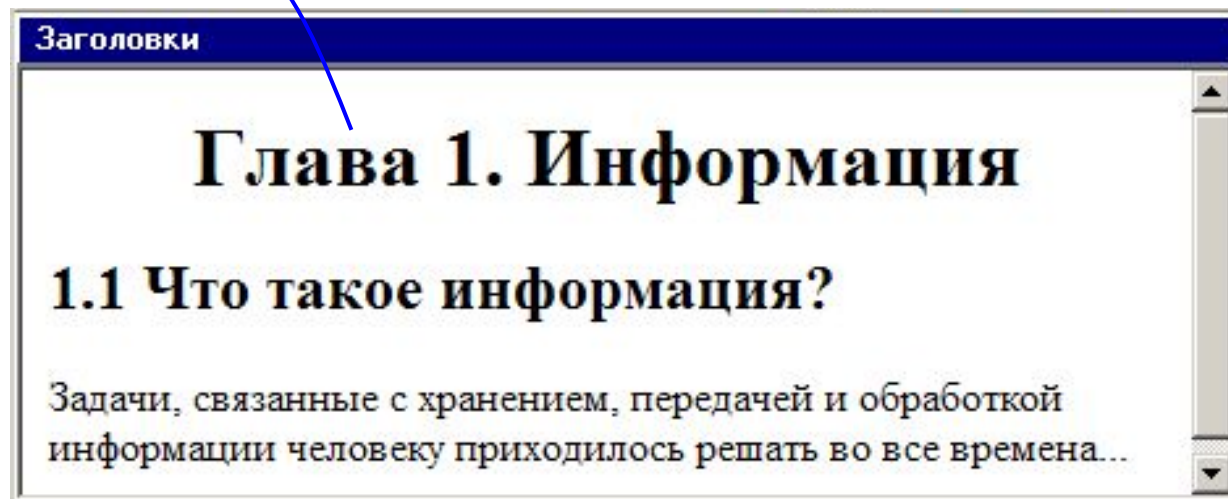 Заголовки
Глава 1. Информация
1.1 Что такое информация?
Задачи, связанные с хранением, передачей и обработкой
информации человеку приходилось решать во все времена...